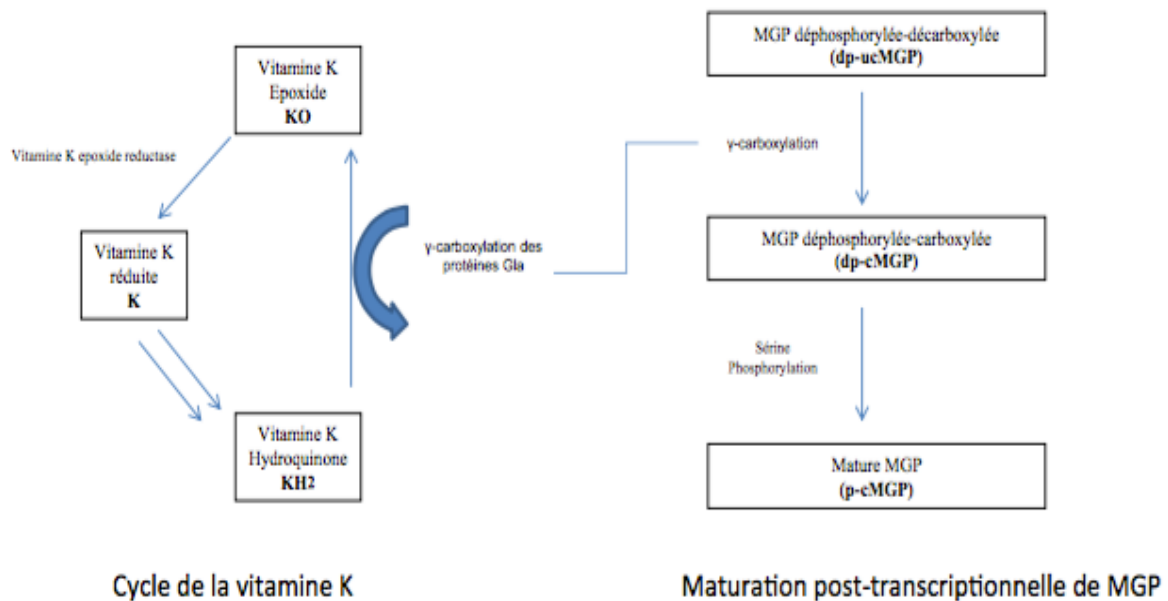 Vitamine K
Epoxide
KO
Vitamine K epoxide reductase
Vitamine K
réduite
K
Vitamine K
Hydroquinone
KH2
γ-carboxylation des
protéines Gla
Cycle de la vitamine K
MGP déphosphorylée-décarboxylée
(dp-ucMGP)
γ-carboxylation
MGP déphosphorylée-carboxylée
(dp-cMGP)
Sérine
Phosphorylation
Mature MGP
(p-cMGP)
Maturation post-transcriptionnelle de MGP